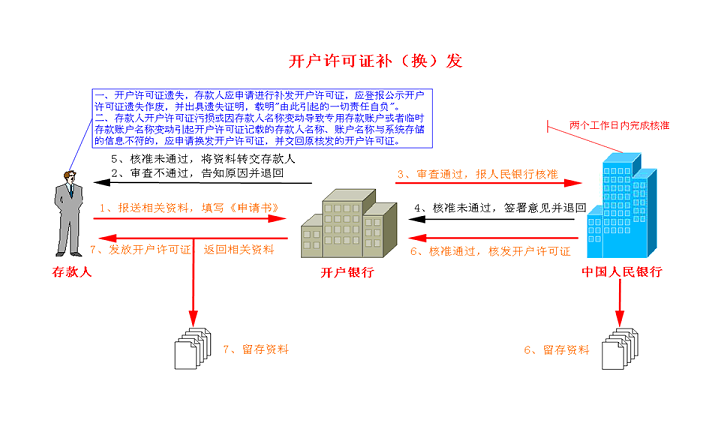 开户许可证补（换）发
一、开户许可证遗失，存款人应申请进行补发开户许可证，应登报公示开户
许可证遗失作废，并出具遗失证明，载明"由此引起的一切责任自负"。
二、存款人开户许可证污损或因存款人名称变动导致专用存款账户或者临时
存款账户名称变动引起开户许可证记载的存款人名称、账户名称与系统存储
的信息不符的，应申请换发开户许可证，并交回原核发的开户许可证。
两个工作日内完成核准
5、核准未通过，将资料转交存款人
2、审查不通过，告知原因并退回
3、审查通过，报人民银行核准
1、报送相关资料，填写《申请书》
4、核准未通过，签署意见并退回
7、发放开户许可证 返回相关资料
6、核准通过，核发开户许可证
存款人
开户银行
中国人民银行
7、留存资料
6、留存资料